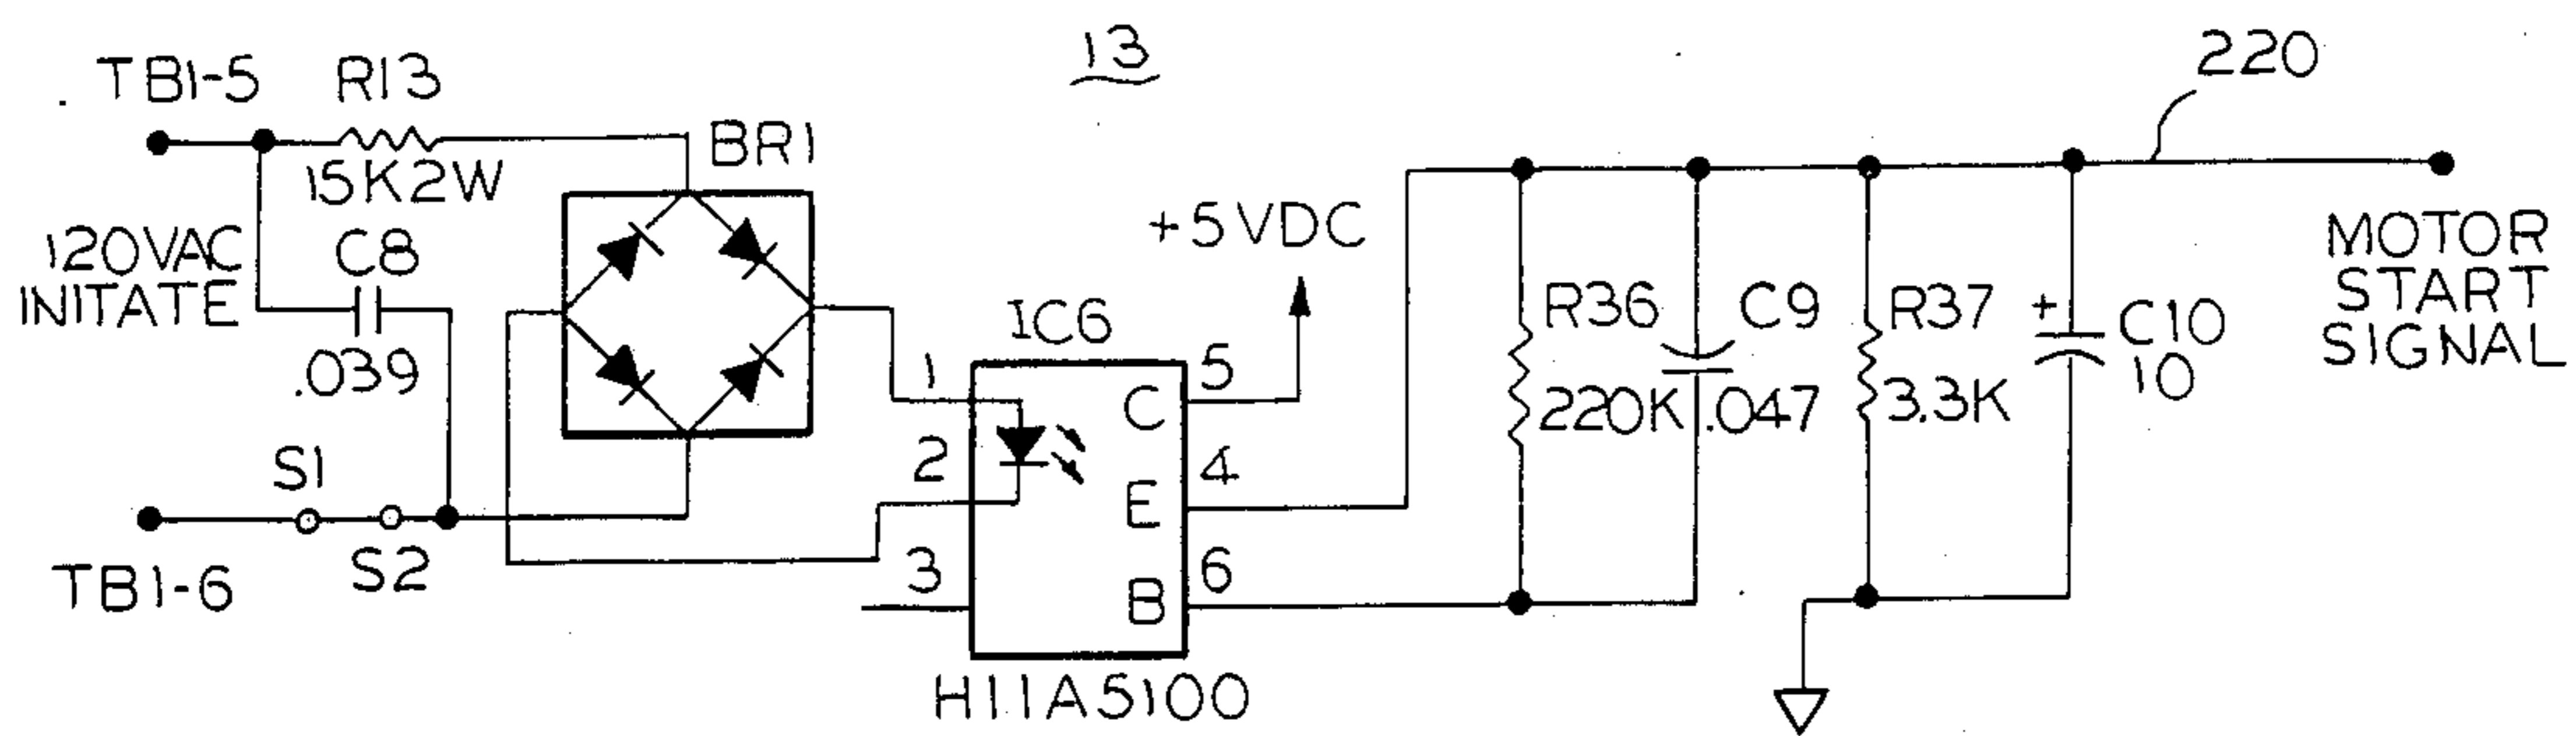 13
220
TB1-5
R13
15K2W
BR1
120VAC
INITATE
C8
.039
S1
S2
TB1-6
+5VDC
IC6
1
2
3
C
E
B
5
4
6
H11A5100
R36
220K
C9
.047
R37
3.3K
+
C10
10
MOTOR
START
SIGNAL